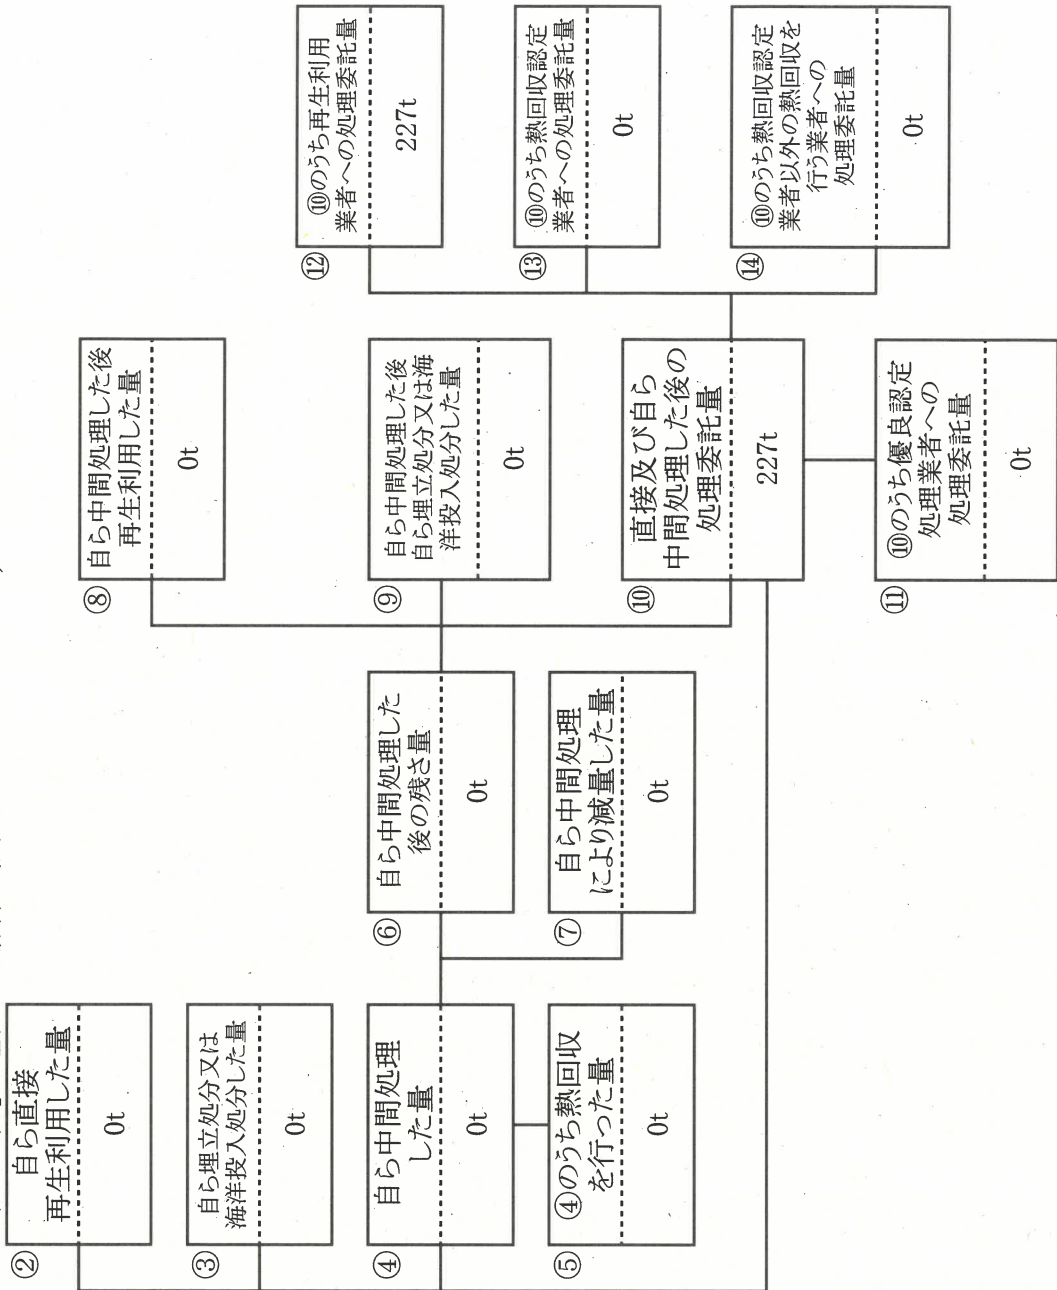 ②
自ら直接
再生利用した量
0t
③
自ら埋立処分又は
海洋投入処分した量
0t
④
自ら中間処理
した量
0t
⑤
④のうち熱回収
を行った量
0t
⑥
自ら中間処理した
後の残さ量
0t
⑦
自ら中間処理
により減量した量
0t
⑧
自ら中間処理した後
再生利用した量
0t
⑨
自ら中間処理した後
自ら埋立処分又は海
洋投入処分した量
0t
⑩
直接及び自ら
中間処理した後の
処理委託量
227t
⑪
⑩のうち優良認定
処理業者への
処理委託量
0t
⑫
⑩のうち再生利用
業者への処理委託量
227t
⑬
⑩のうち熱回収認定
業者への処理委託量
0t
⑭
⑩のうち熱回収認定
業者以外の熱回収を
行う業者への
処理委託量
0t